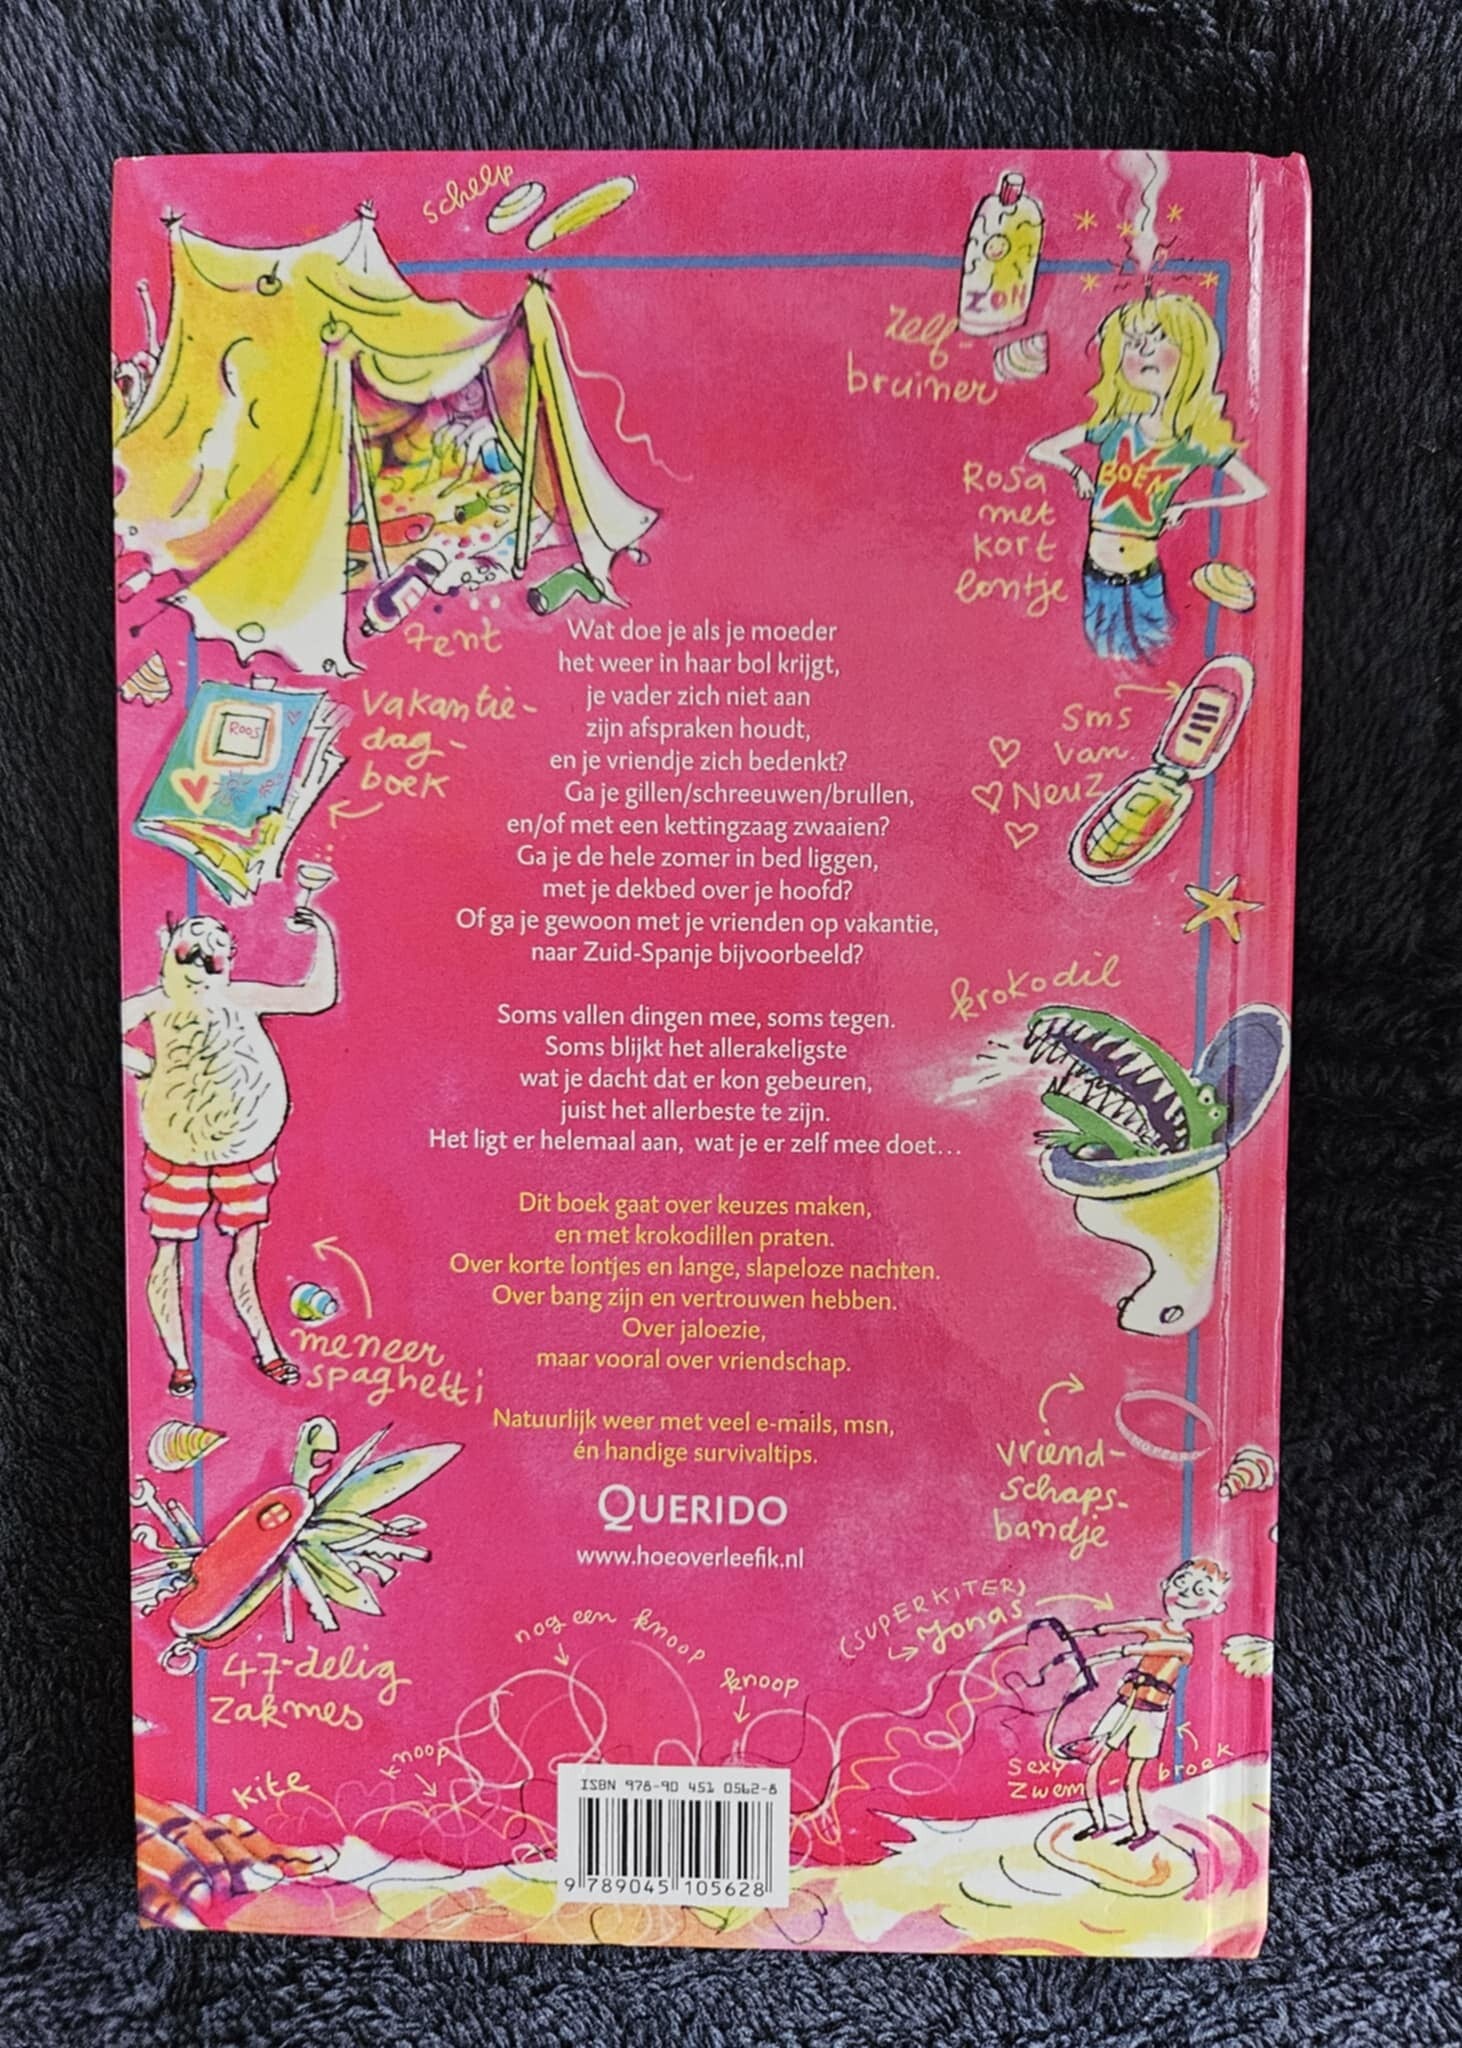 schelp
ZON
Zelf-
bruiner
BOEM
Rosa
met
kort
lontje
Tent
ROOS
Vakantie-
dag-
boek
sms
van
Neuz
Wat doe je als je moeder
het weer in haar bol krijgt,
je vader zich niet aan
zijn afspraken houdt,
en je vriendje zich bedenkt?
Ga je gillen/schreeuwen/brullen,
en/of met een kettingzaag zwaaien?
Ga je de hele zomer in bed liggen,
met je dekbed over je hoofd?
Of ga je gewoon met je vrienden op vakantie,
naar Zuid-Spanje bijvoorbeeld?
krokodil
Soms vallen dingen mee, soms tegen.
Soms blijkt het allerakeligste
wat je dacht dat er kon gebeuren,
juist het allerbeste te zijn.
Het ligt er helemaal aan, wat je er zelf mee doet...
Dit boek gaat over keuzes maken,
en met krokodillen praten.
Over korte lontjes en lange, slapeloze nachten.
Over bang zijn en vertrouwen hebben.
Over jaloezie,
maar vooral over vriendschap.
meneer
spaghetti
Natuurlijk weer met veel e-mails, msn,
én handige survivaltips.
vriend-
schaps-
bandje
NO FEAR
QUERIDO
www.hoeoverleefik.nl
47-delig
zakmes
(SUPERKITER)
Jonas
nog een knoop
knoop
knoop
kite
sexy
zwem-
broek
ISBN 978-90 451 0562-8
9 789045 105628